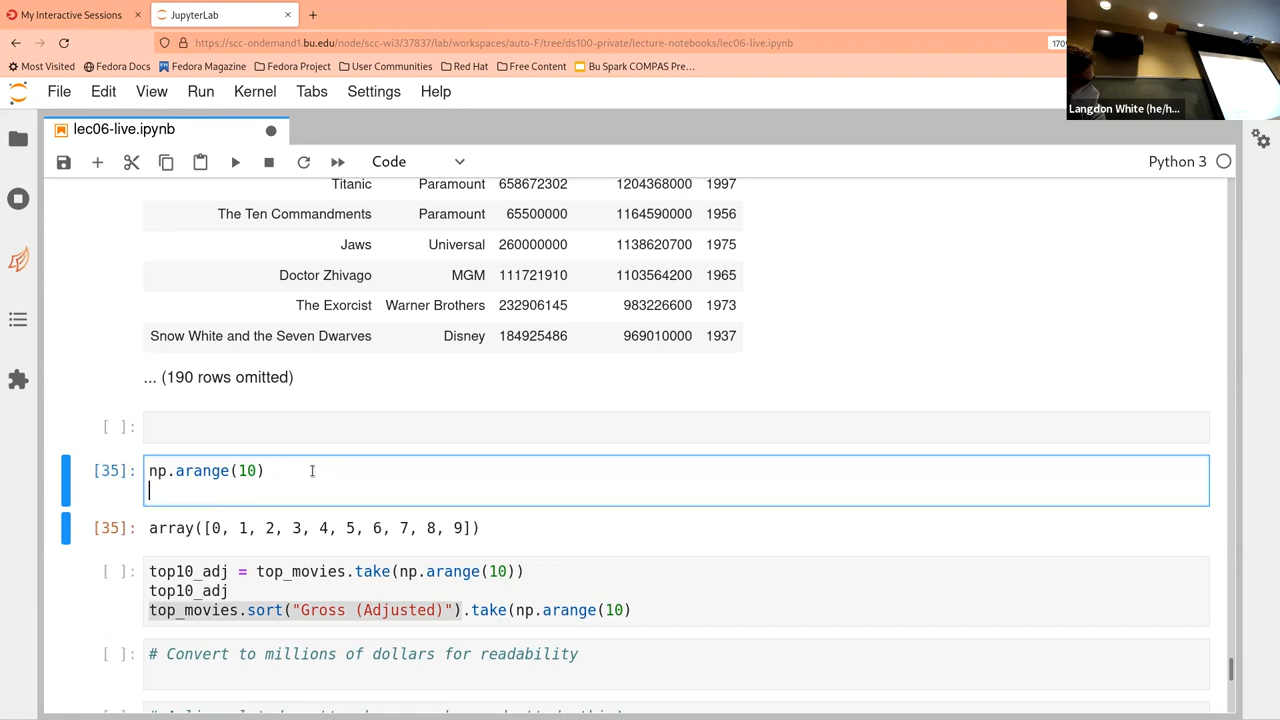 My Interactive Sessions
JupyterLab
https://scc-ondemand1.bu.edu/node/scc-wi3/37837/lab/workspaces/auto-F/tree/ds100-private/lecture-notebooks/lec06-live.ipynb
170
Most Visited Fedora Docs Fedora Magazine Fedora Project User Communities Red Hat Free Content Bu Spark COMPAS Pre…
Langdon White (he/h...
File Edit View Run Kernel Tabs Settings Help
lec06-live.ipynb
Code
Python 3
Titanic Paramount 658672302 1204368000 1997
The Ten Commandments Paramount 65500000 1164590000 1956
Jaws Universal 260000000 1138620700 1975
Doctor Zhivago MGM 111721910 1103564200 1965
The Exorcist Warner Brothers 232906145 983226600 1973
Snow White and the Seven Dwarves Disney 184925486 969010000 1937
... (190 rows omitted)
[ ]:
[35]: np.arange(10)
[35]: array([0, 1, 2, 3, 4, 5, 6, 7, 8, 9])
[ ]: top10_adj = top_movies.take(np.arange(10))
top10_adj
top_movies.sort("Gross (Adjusted)").take(np.arange(10)
[ ]: # Convert to millions of dollars for readability